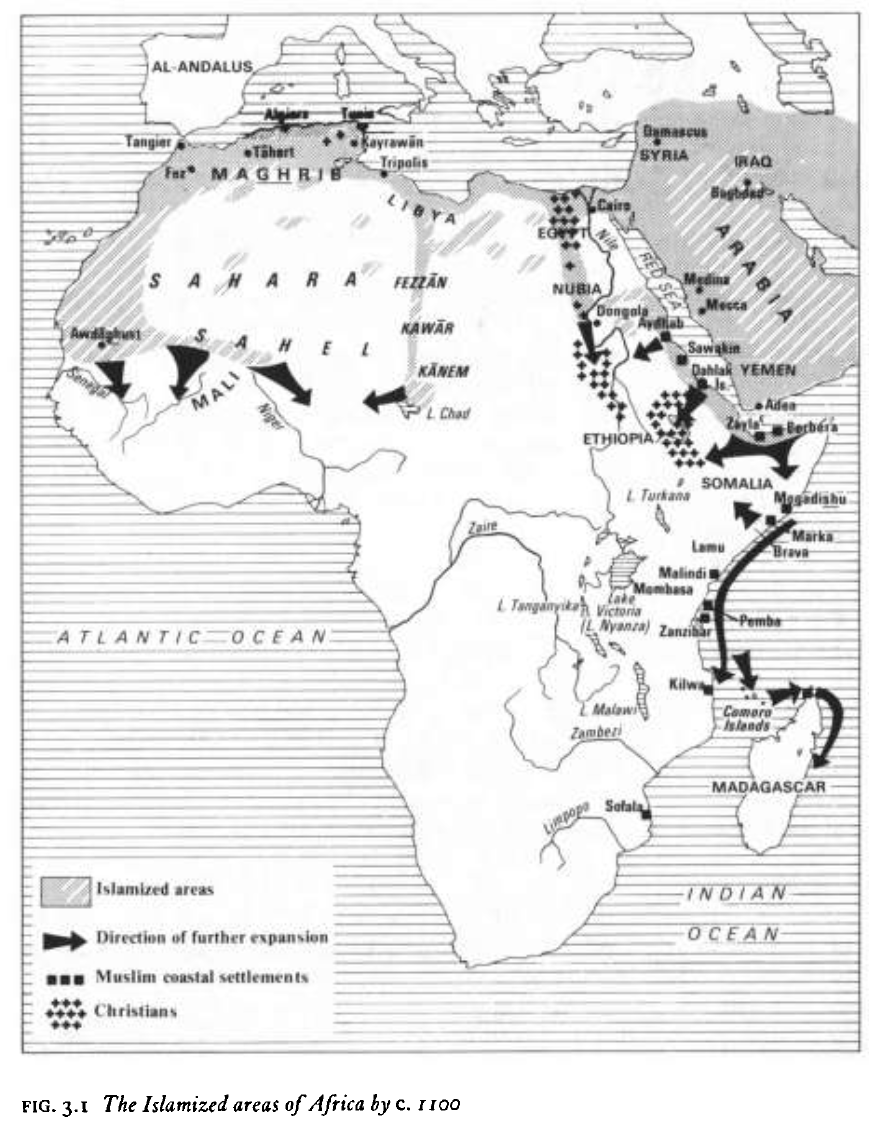 AL-ANDALUS
Algiers
Tunis
Tangier
Tāhert
Kayrawān
Fez
MAGHRIB
Tripolis
Damascus
SYRIA
IRAQ
Baghdad
LIBYA
Cairo
EGYPT
Nile
ARABIA
RED SEA
SAHARA
FEZZĀN
NUBIA
Medina
Mecca
Dongola
Aydhab
Awdāghust
SAHEL
KAWĀR
Sawakin
KĀNEM
Dahlak Is.
YEMEN
Senegal
MALI
Niger
L. Chad
Aden
Zaylaᶜ
Berbera
ETHIOPIA
SOMALIA
L. Turkana
Mogadishu
Marka
Brava
Zaire
Lamu
Malindi
Mombasa
L. Tanganyika
Lake
Victoria
(L. Nyanza)
Pemba
Zanzibar
ATLANTIC OCEAN
Kilwa
L. Malawi
Comoro
Islands
Zambezi
MADAGASCAR
Sofala
Limpopo
INDIAN
OCEAN
Islamized areas
Direction of further expansion
Muslim coastal settlements
Christians
FIG. 3.1 The Islamized areas of Africa by c. 1100